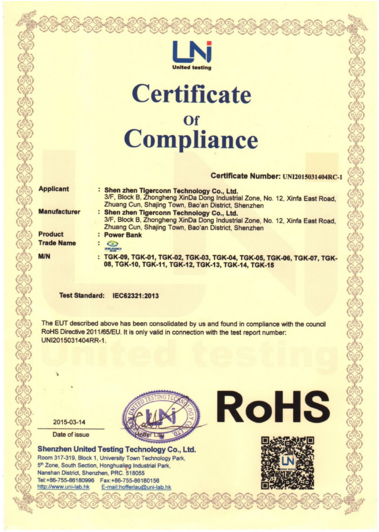 UNi
United testing
Certificate
Of
Compliance
Certificate Number: UNI2015031404RC-1
Applicant : Shen zhen Tigerconn Technology Co., Ltd.
3/F, Block B, Zhongheng XinDa Dong Industrial Zone, No. 12, Xinfa East Road,
Zhuang Cun, Shajing Town, Bao'an District, Shenzhen
Manufacturer : Shen zhen Tigerconn Technology Co., Ltd.
3/F, Block B, Zhongheng XinDa Dong Industrial Zone, No. 12, Xinfa East Road,
Zhuang Cun, Shajing Town, Bao'an District, Shenzhen
Product : Power Bank
Trade Name :
M/N : TGK-09, TGK-01, TGK-02, TGK-03, TGK-04, TGK-05, TGK-06, TGK-07, TGK-
08, TGK-10, TGK-11, TGK-12, TGK-13, TGK-14, TGK-15
Test Standard: IEC62321:2013
The EUT described above has been consolidated by us and found in compliance with the council
RoHS Directive 2011/65/EU. It is only valid in connection with the test report number:
UNI2015031404RR-1.
United testing
2015-03-14
Date of issue
UNi
Hoffer Lau
RoHS
Shenzhen United Testing Technology Co., Ltd.
Room 317-319, Block 1, University Town Technology Park,
5th Zone, South Section, Honghualing Industrial Park,
Nanshan District, Shenzhen, PRC. 518055
Tel:+86-755-86180996 Fax:+86-755-86180156
http://www.uni-lab.hk E-mail:hofferlau@uni-lab.hk
UNi